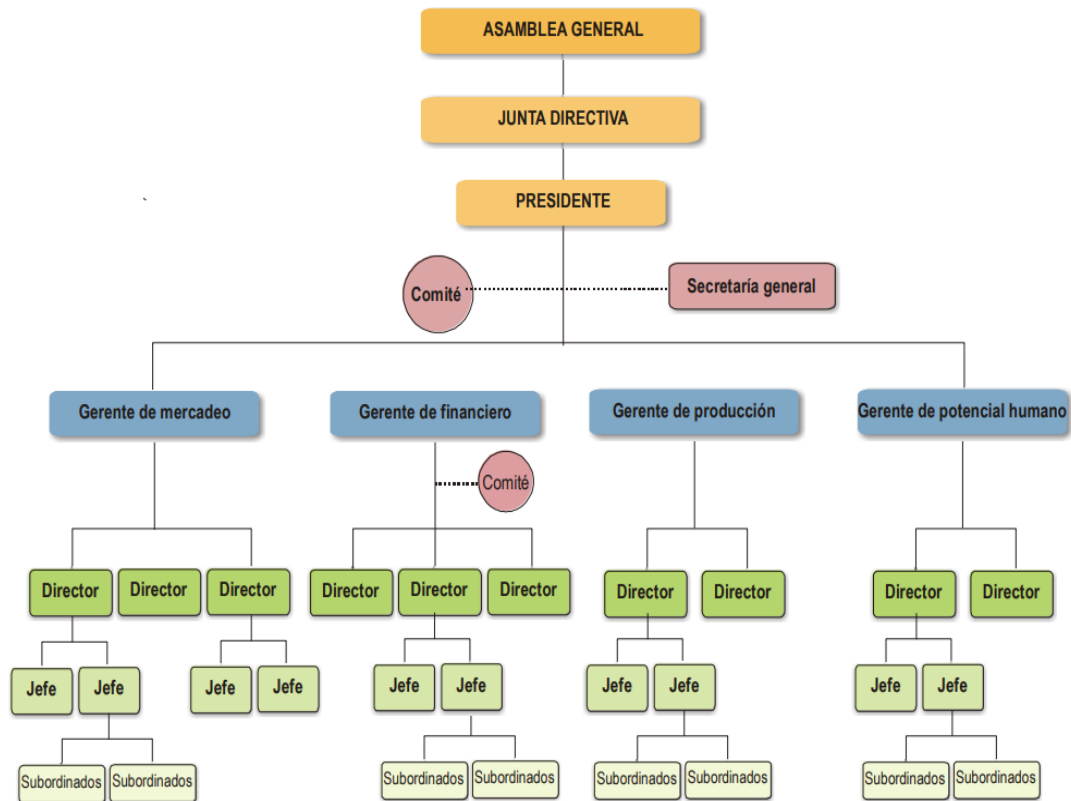 ASAMBLEA GENERAL
JUNTA DIRECTIVA
PRESIDENTE
Comité
Secretaría general
Gerente de mercadeo
Gerente de financiero
Gerente de producción
Gerente de potencial humano
Comité
Director
Director
Director
Director
Director
Director
Director
Director
Director
Director
Jefe
Jefe
Jefe
Jefe
Jefe
Jefe
Jefe
Jefe
Jefe
Jefe
Subordinados
Subordinados
Subordinados
Subordinados
Subordinados
Subordinados
Subordinados
Subordinados